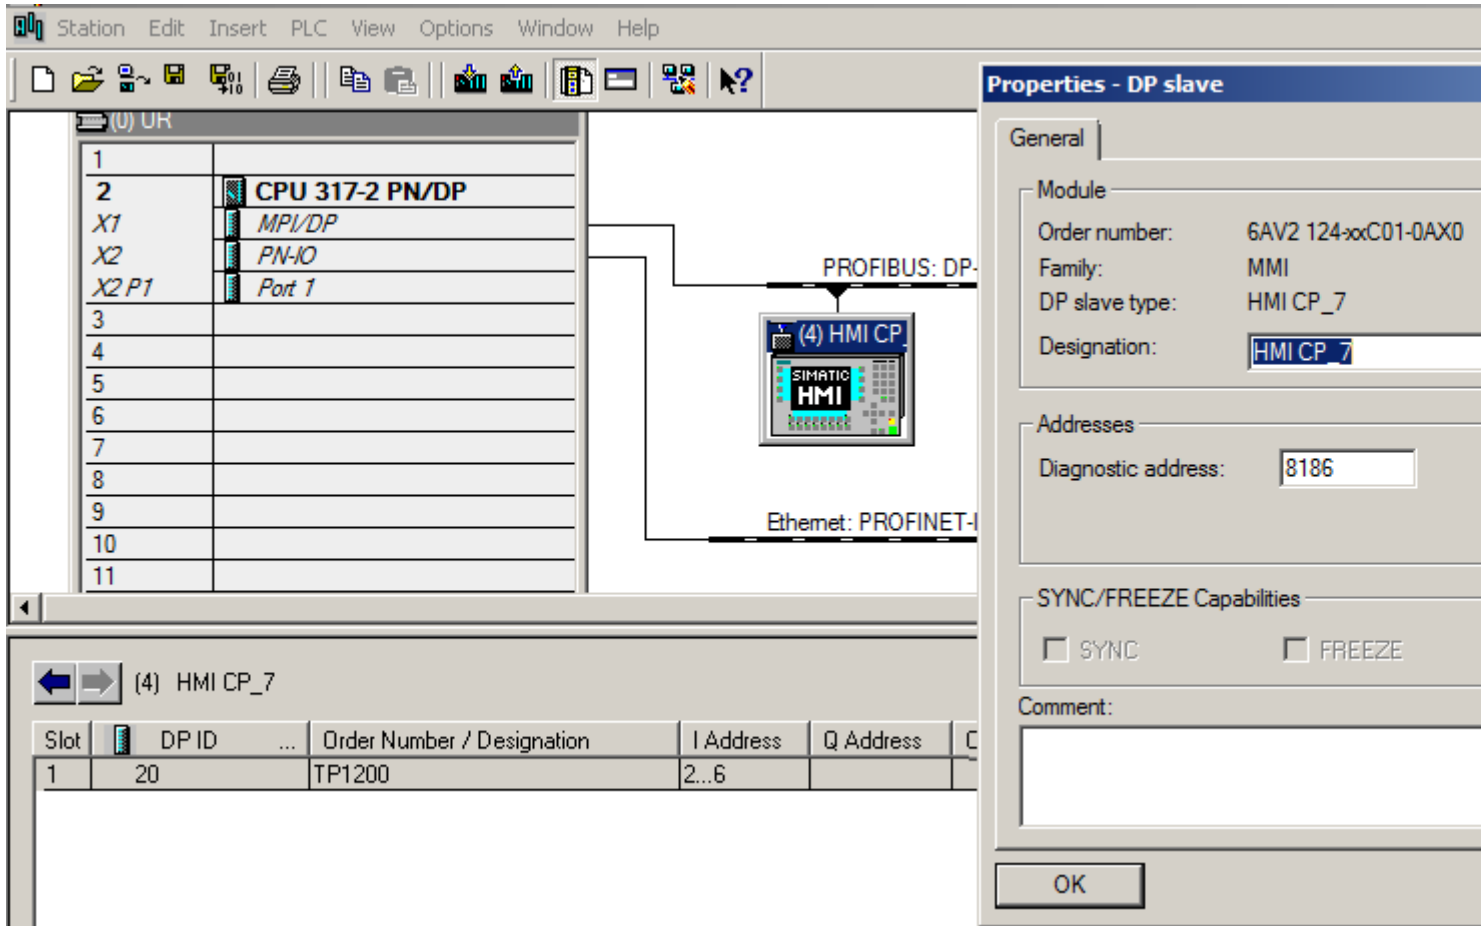 Station Edit Insert PLC View Options Window Help
Properties - DP slave
General
(0) UR
1
2 CPU 317-2 PN/DP
X1 MPI/DP
X2 PN-IO
X2 P1 Port 1
3
4
5
6
7
8
9
10
11
PROFIBUS: DP-
(4) HMI CP_
SIMATIC
HMI
Ethernet: PROFINET-I
Module
Order number: 6AV2 124-xxC01-0AX0
Family: MMI
DP slave type: HMI CP_7
Designation: HMI CP_7
Addresses
Diagnostic address: 8186
SYNC/FREEZE Capabilities
SYNC FREEZE
Comment:
OK
(4) HMI CP_7
Slot DP ID ... Order Number / Designation I Address Q Address C
1 20 TP1200 2...6